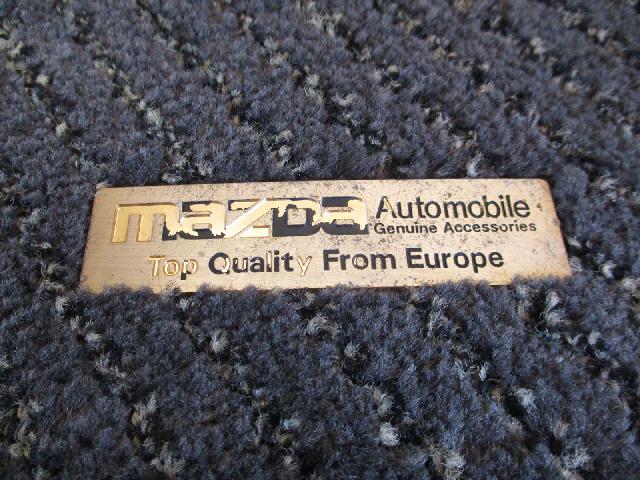 mazda Automobile
Genuine Accessories
Top Quality From Europe